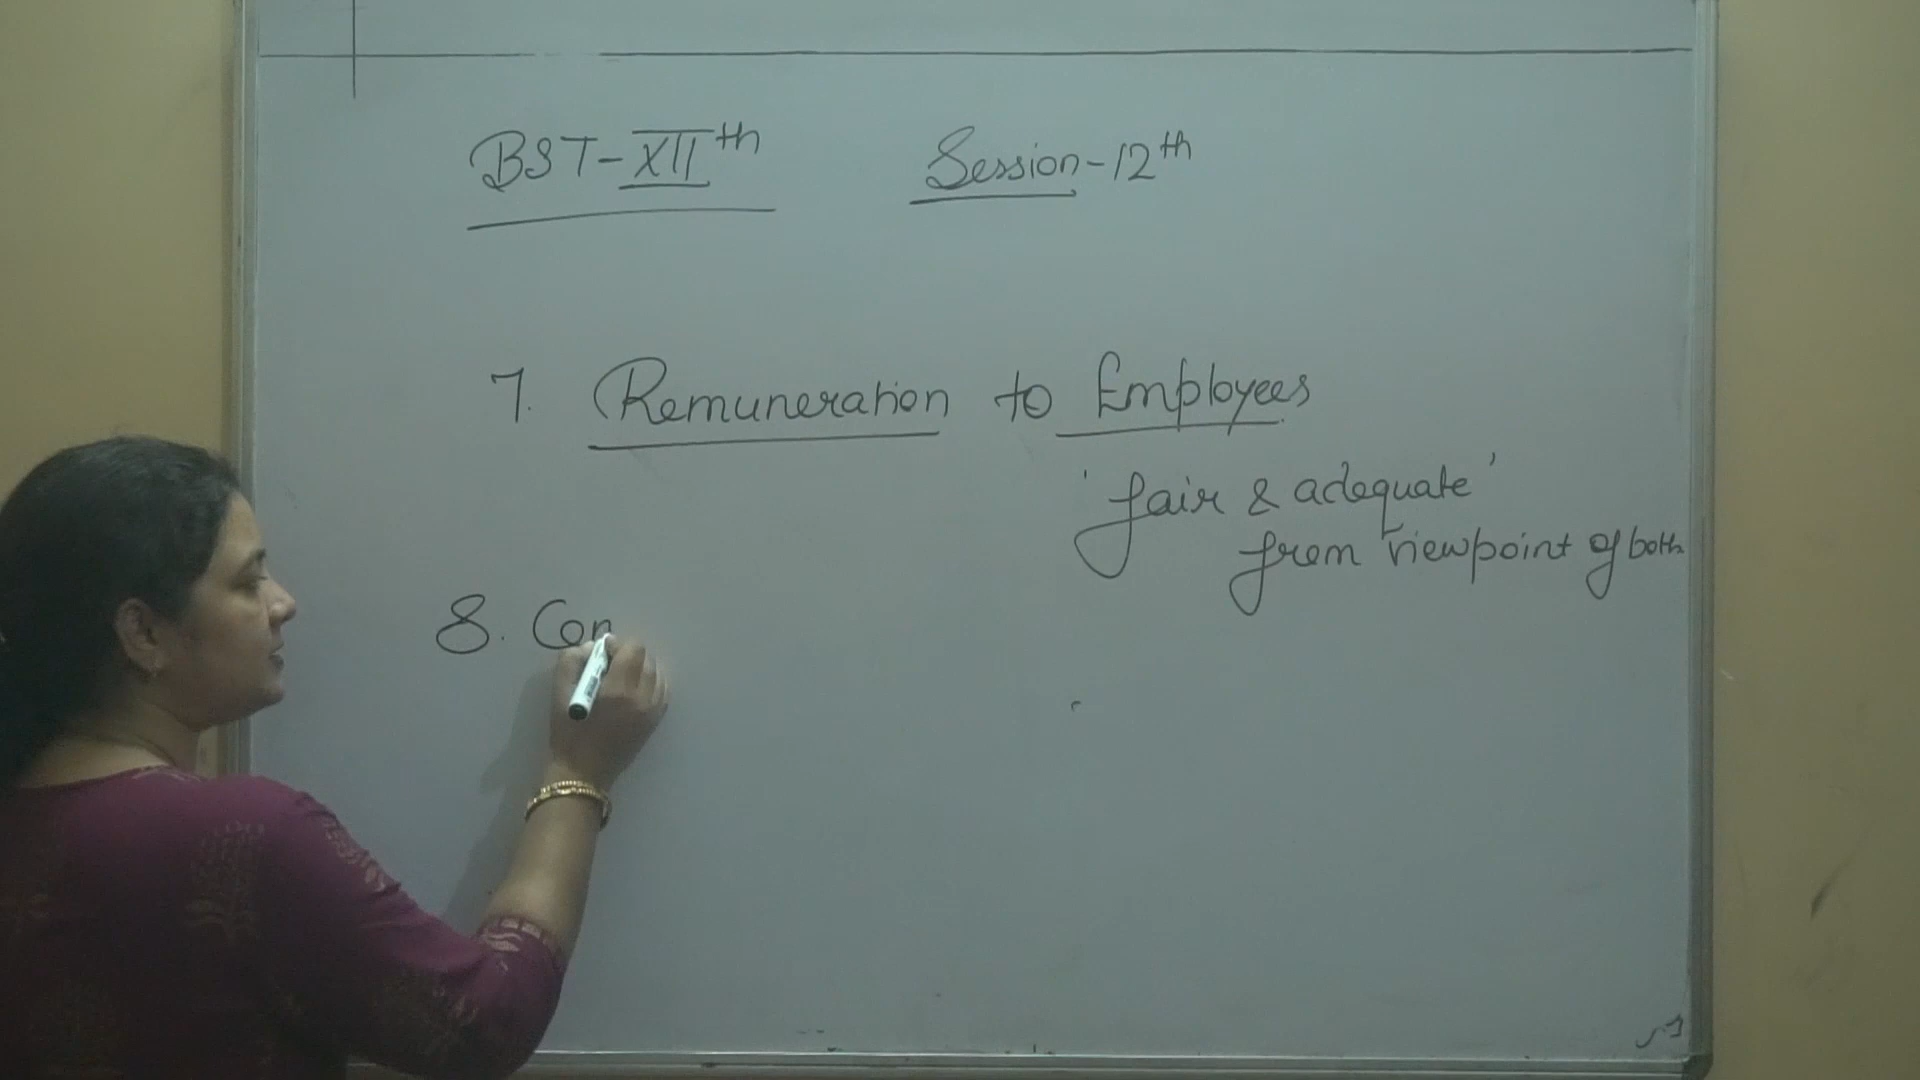 BST-XIIth Session-12th
7. Remuneration to Employees
'fair & adequate'
from viewpoint of both
8. Con